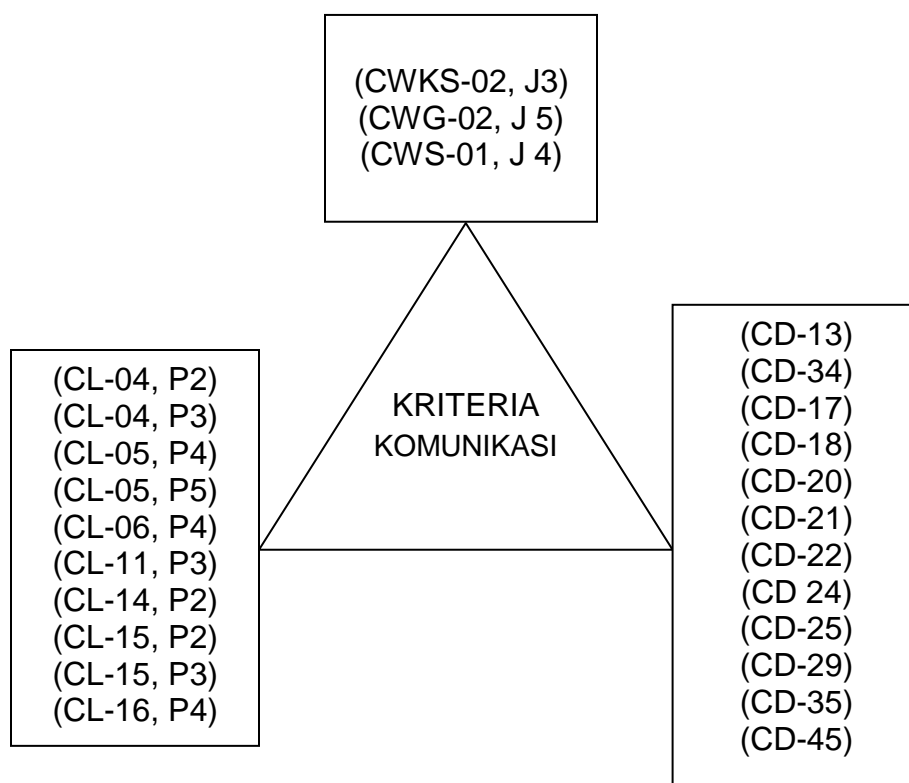 (CWKS-02, J3)
(CWG-02, J 5)
(CWS-01, J 4)
(CL-04, P2)
(CL-04, P3)
(CL-05, P4)
(CL-05, P5)
(CL-06, P4)
(CL-11, P3)
(CL-14, P2)
(CL-15, P2)
(CL-15, P3)
(CL-16, P4)
KRITERIA
KOMUNIKASI
(CD-13)
(CD-34)
(CD-17)
(CD-18)
(CD-20)
(CD-21)
(CD-22)
(CD 24)
(CD-25)
(CD-29)
(CD-35)
(CD-45)